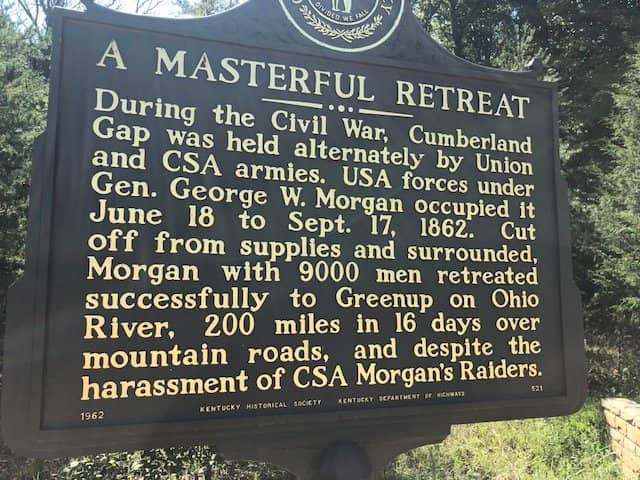 DIVIDED WE FALL
A MASTERFUL RETREAT
During the Civil War, Cumberland
Gap was held alternately by Union
and CSA armies. USA forces under
Gen. George W. Morgan occupied it
June 18 to Sept. 17, 1862. Cut
off from supplies and surrounded,
Morgan with 9000 men retreated
successfully to Greenup on Ohio
River, 200 miles in 16 days over
mountain roads, and despite the
harassment of CSA Morgan's Raiders.
1962 KENTUCKY HISTORICAL SOCIETY KENTUCKY DEPARTMENT OF HIGHWAYS 521